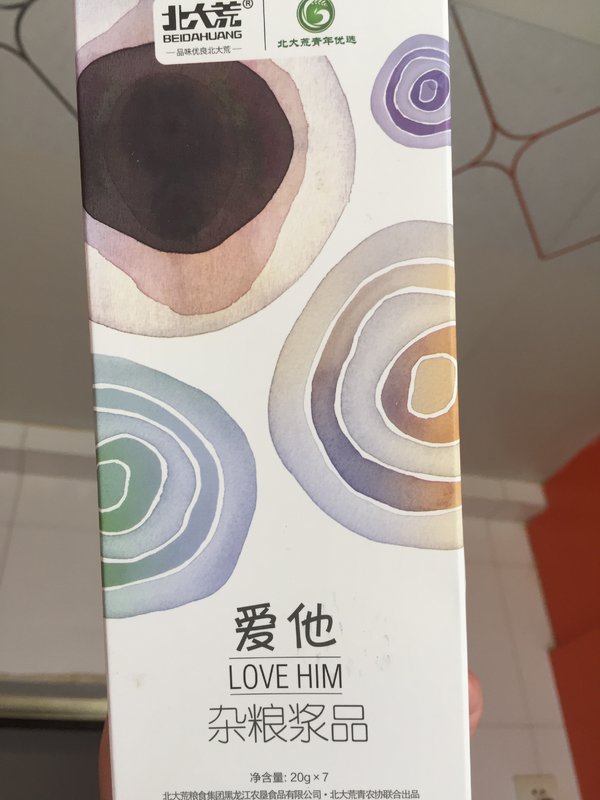 北大荒®
BEIDAHUANG
品味优良北大荒
北大荒青年优选
爱他
LOVE HIM
杂粮浆品
净含量: 20g×7
北大荒粮食集团黑龙江农垦食品有限公司·北大荒青农协联合出品